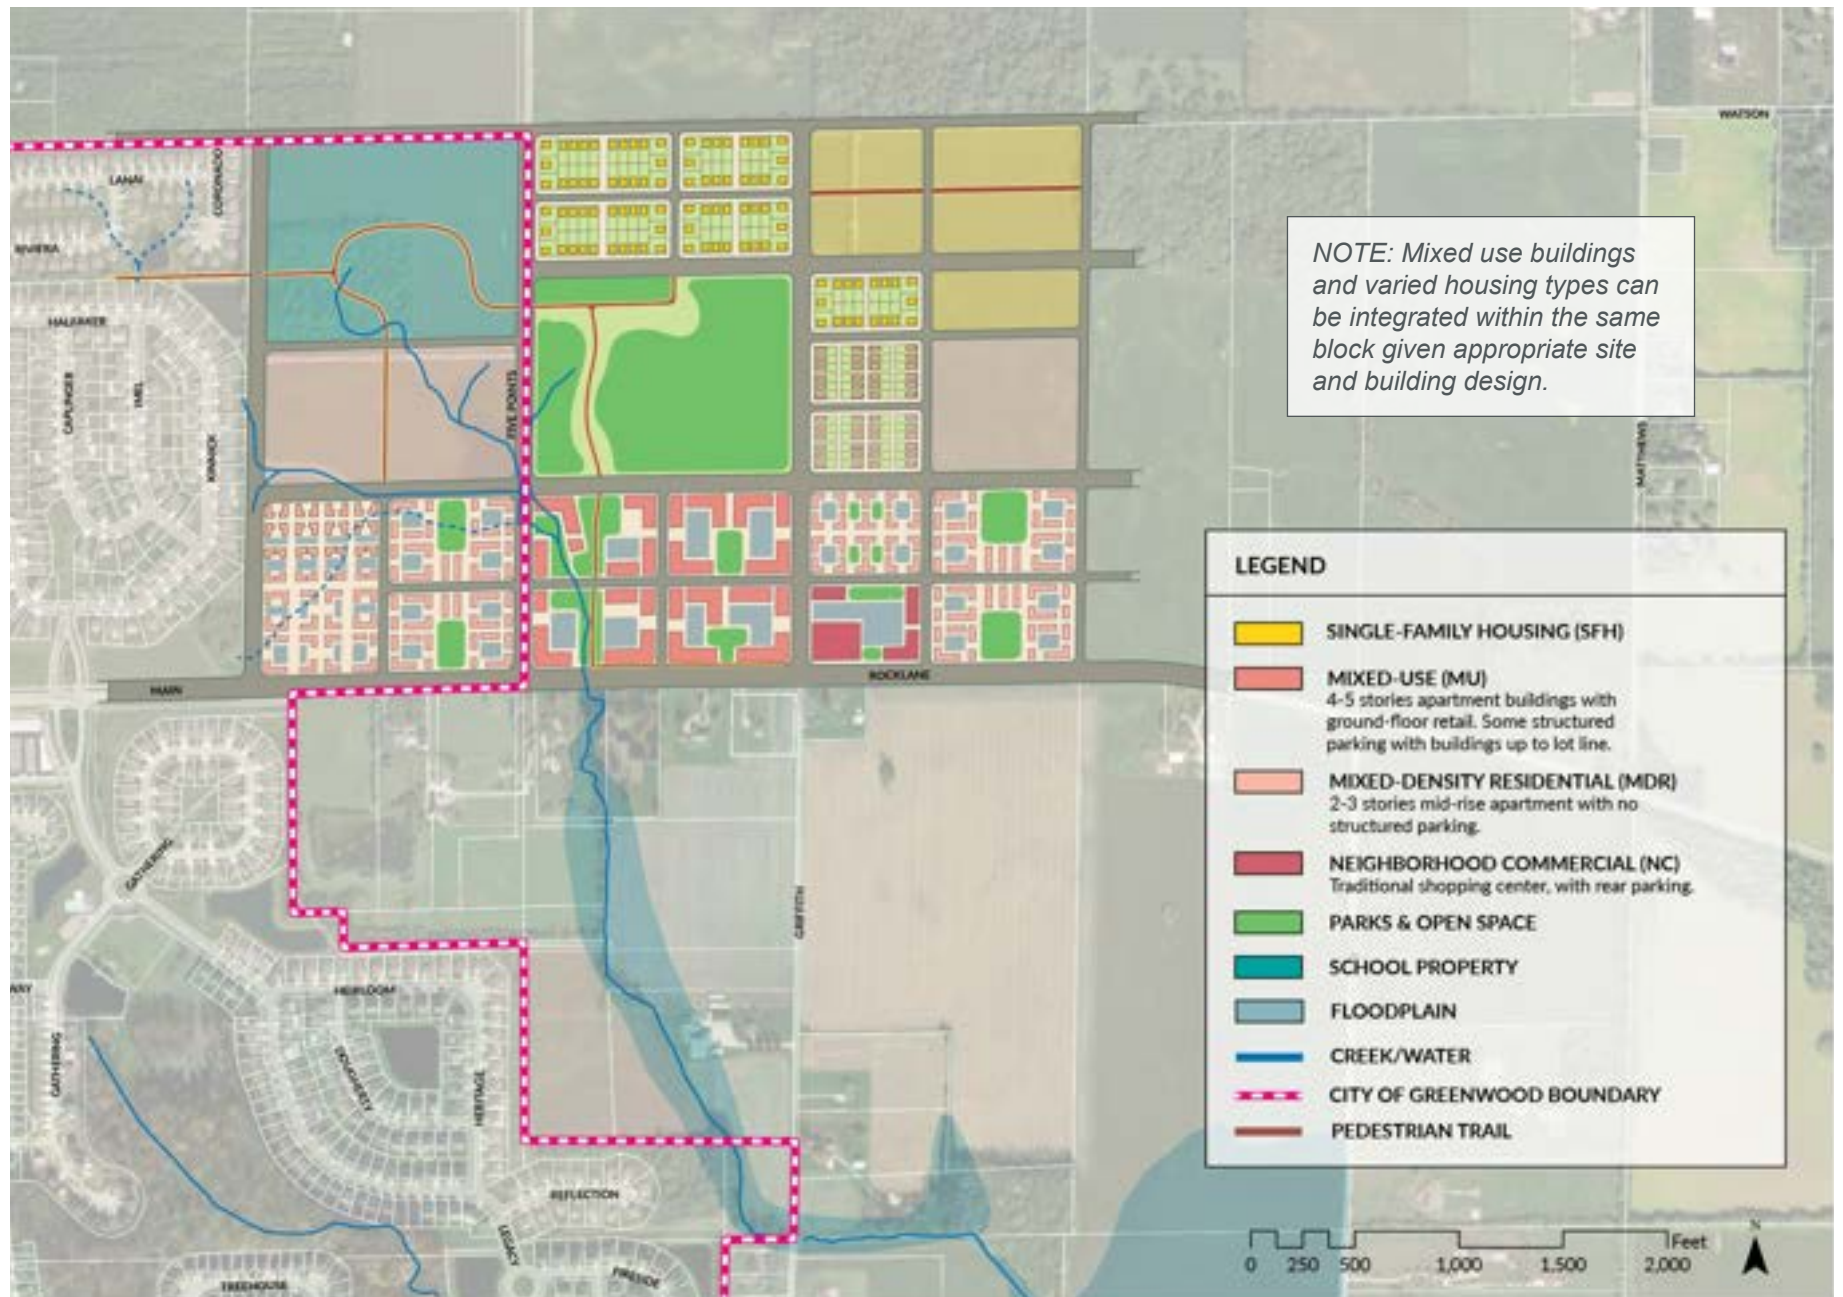 WATSON
LANAI
CORONADO
RIVIERA
HALFAKER
CAPLINGER
IMEL
KINNICK
FIVE POINTS
NOTE: Mixed use buildings
and varied housing types can
be integrated within the same
block given appropriate site
and building design.
MATTHEWS
MAIN
ROCKLANE
GATHERING
GRIFFITH
WAY
HEIRLOOM
GATHERING
DOUGHERTY
HERITAGE
REFLECTION
LEGACY
FIRESIDE
TREEHOUSE
LEGEND
SINGLE-FAMILY HOUSING (SFH)
MIXED-USE (MU)
4-5 stories apartment buildings with
ground-floor retail. Some structured
parking with buildings up to lot line.
MIXED-DENSITY RESIDENTIAL (MDR)
2-3 stories mid-rise apartment with no
structured parking.
NEIGHBORHOOD COMMERCIAL (NC)
Traditional shopping center, with rear parking.
PARKS & OPEN SPACE
SCHOOL PROPERTY
FLOODPLAIN
CREEK/WATER
CITY OF GREENWOOD BOUNDARY
PEDESTRIAN TRAIL
N
Feet
0 250 500 1,000 1,500 2,000